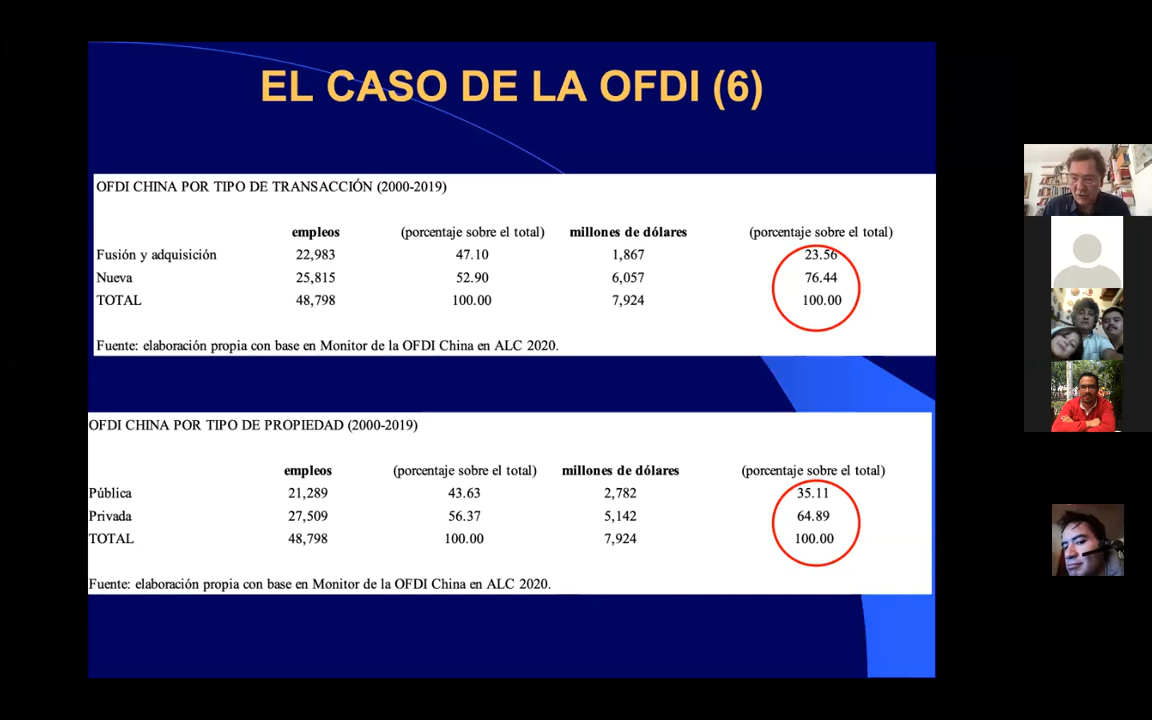 EL CASO DE LA OFDI (6)
OFDI CHINA POR TIPO DE TRANSACCIÓN (2000-2019)
empleos (porcentaje sobre el total) millones de dólares (porcentaje sobre el total)
Fusión y adquisición 22,983 47.10 1,867 23.56
Nueva 25,815 52.90 6,057 76.44
TOTAL 48,798 100.00 7,924 100.00
Fuente: elaboración propia con base en Monitor de la OFDI China en ALC 2020.
OFDI CHINA POR TIPO DE PROPIEDAD (2000-2019)
empleos (porcentaje sobre el total) millones de dólares (porcentaje sobre el total)
Pública 21,289 43.63 2,782 35.11
Privada 27,509 56.37 5,142 64.89
TOTAL 48,798 100.00 7,924 100.00
Fuente: elaboración propia con base en Monitor de la OFDI China en ALC 2020.